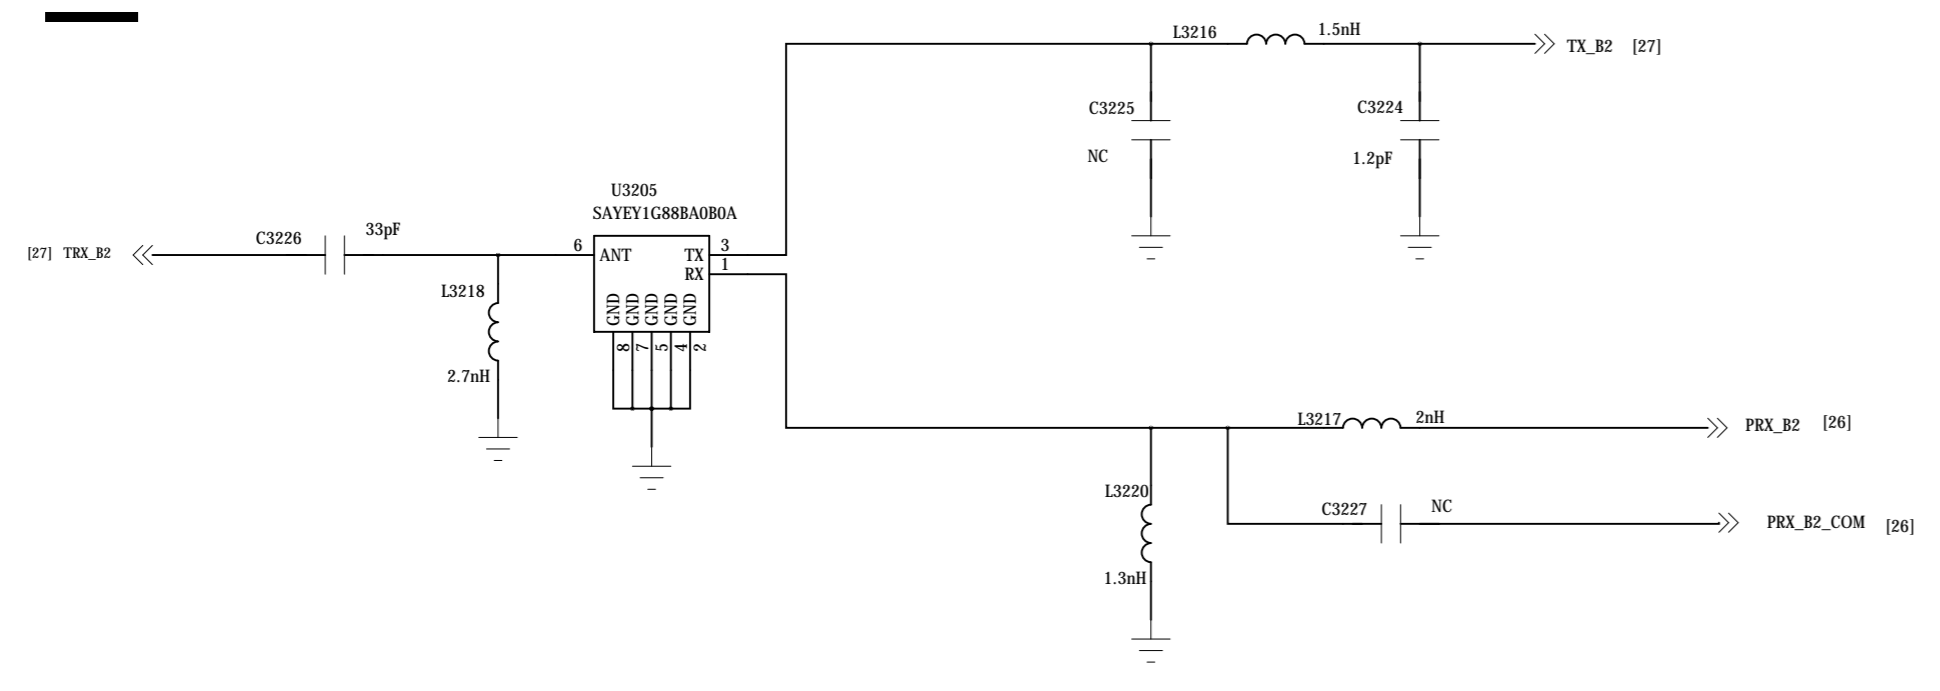 L3216 1.5nH
TX_B2 [27]
C3225
NC
C3224
1.2pF
U3205
SAYEY1G88BA0B0A
[27] TRX_B2
C3226 33pF
6
ANT
TX 3
RX 1
GND GND GND GND GND
8 7 5 4 2
L3218
2.7nH
L3217 2nH
PRX_B2 [26]
L3220
1.3nH
C3227 NC
PRX_B2_COM [26]